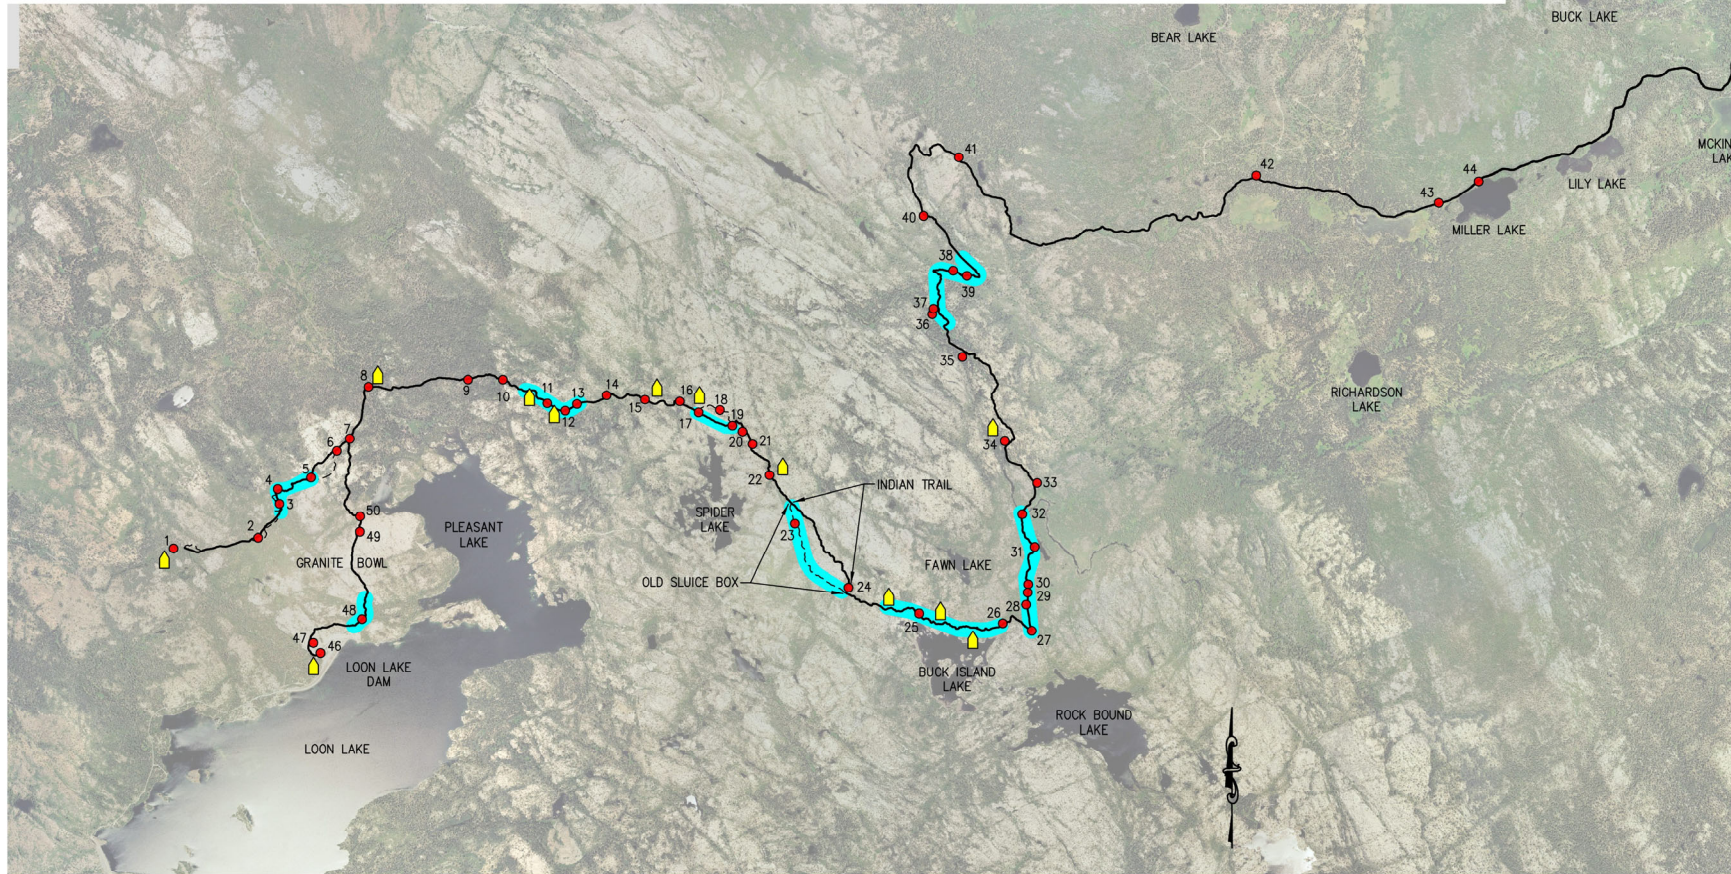 BUCK LAKE
BEAR LAKE
MCKIN
LAK
41
42
44
LILY LAKE
43
40
MILLER LAKE
38
39
37
36
35
8
9
10
11
13
12
14
15
16
18
17
19
20
21
RICHARDSON
LAKE
7
6
34
5
4
3
22
33
INDIAN TRAIL
2
1
50
49
PLEASANT
LAKE
SPIDER
LAKE
32
23
31
GRANITE BOWL
FAWN LAKE
OLD SLUICE BOX
24
30
29
28
48
25
26
27
47
46
LOON LAKE
DAM
BUCK ISLAND
LAKE
ROCK BOUND
LAKE
LOON LAKE